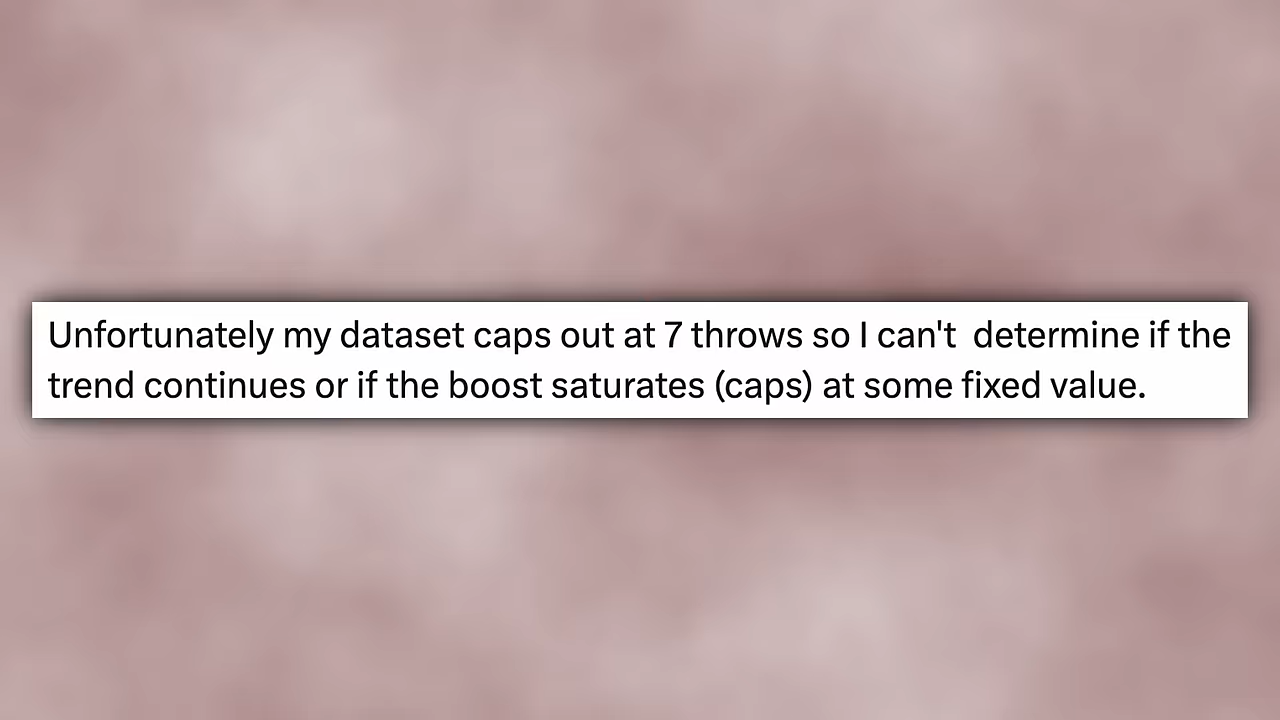 Unfortunately my dataset caps out at 7 throws so I can't  determine if the
trend continues or if the boost saturates (caps) at some fixed value.